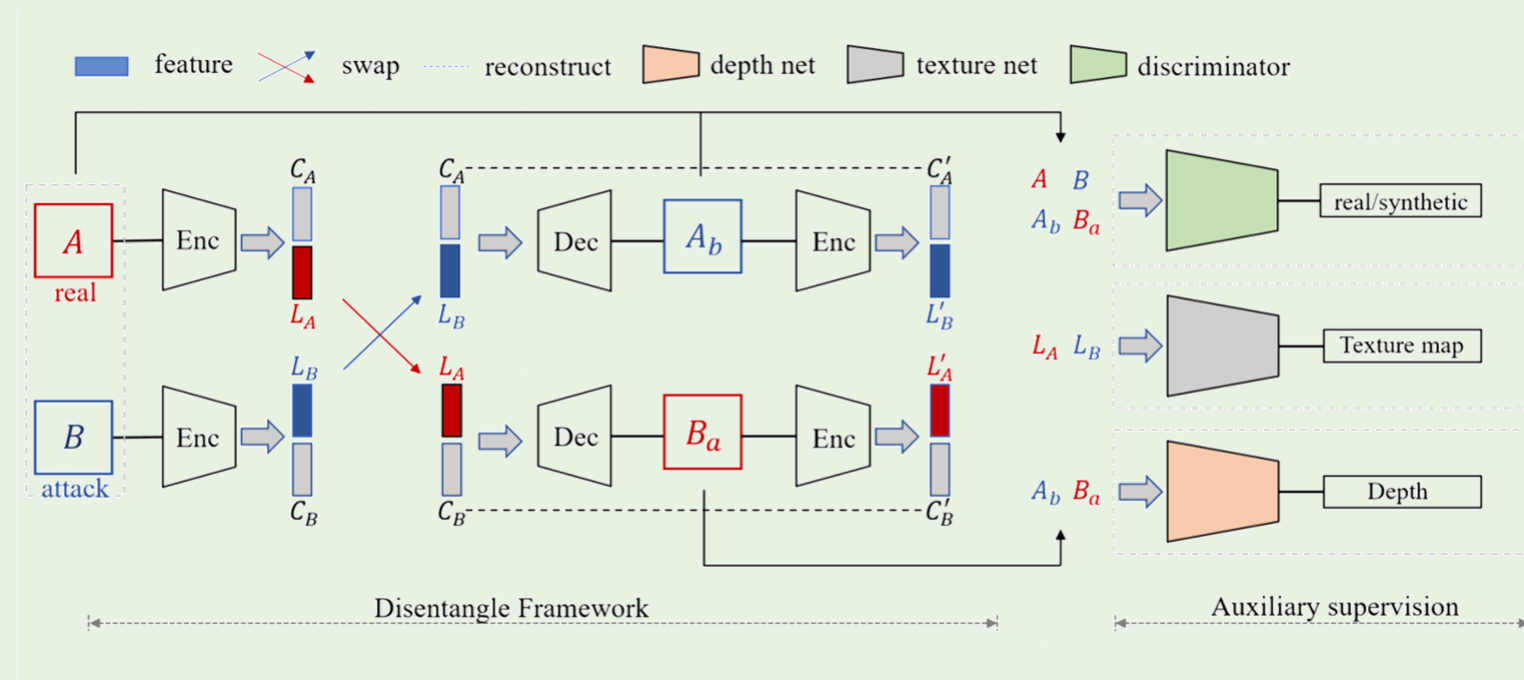 feature swap reconstruct depth net texture net discriminator
C_A C_A C'_A A B
A Enc Dec A_b Enc A_b B_a real/synthetic
real L_A L_B L'_B
L_A L_B Texture map
L_B L_A L'_A
B Enc Dec B_a Enc
attack C_B C_B C'_B A_b B_a Depth
Disentangle Framework Auxiliary supervision